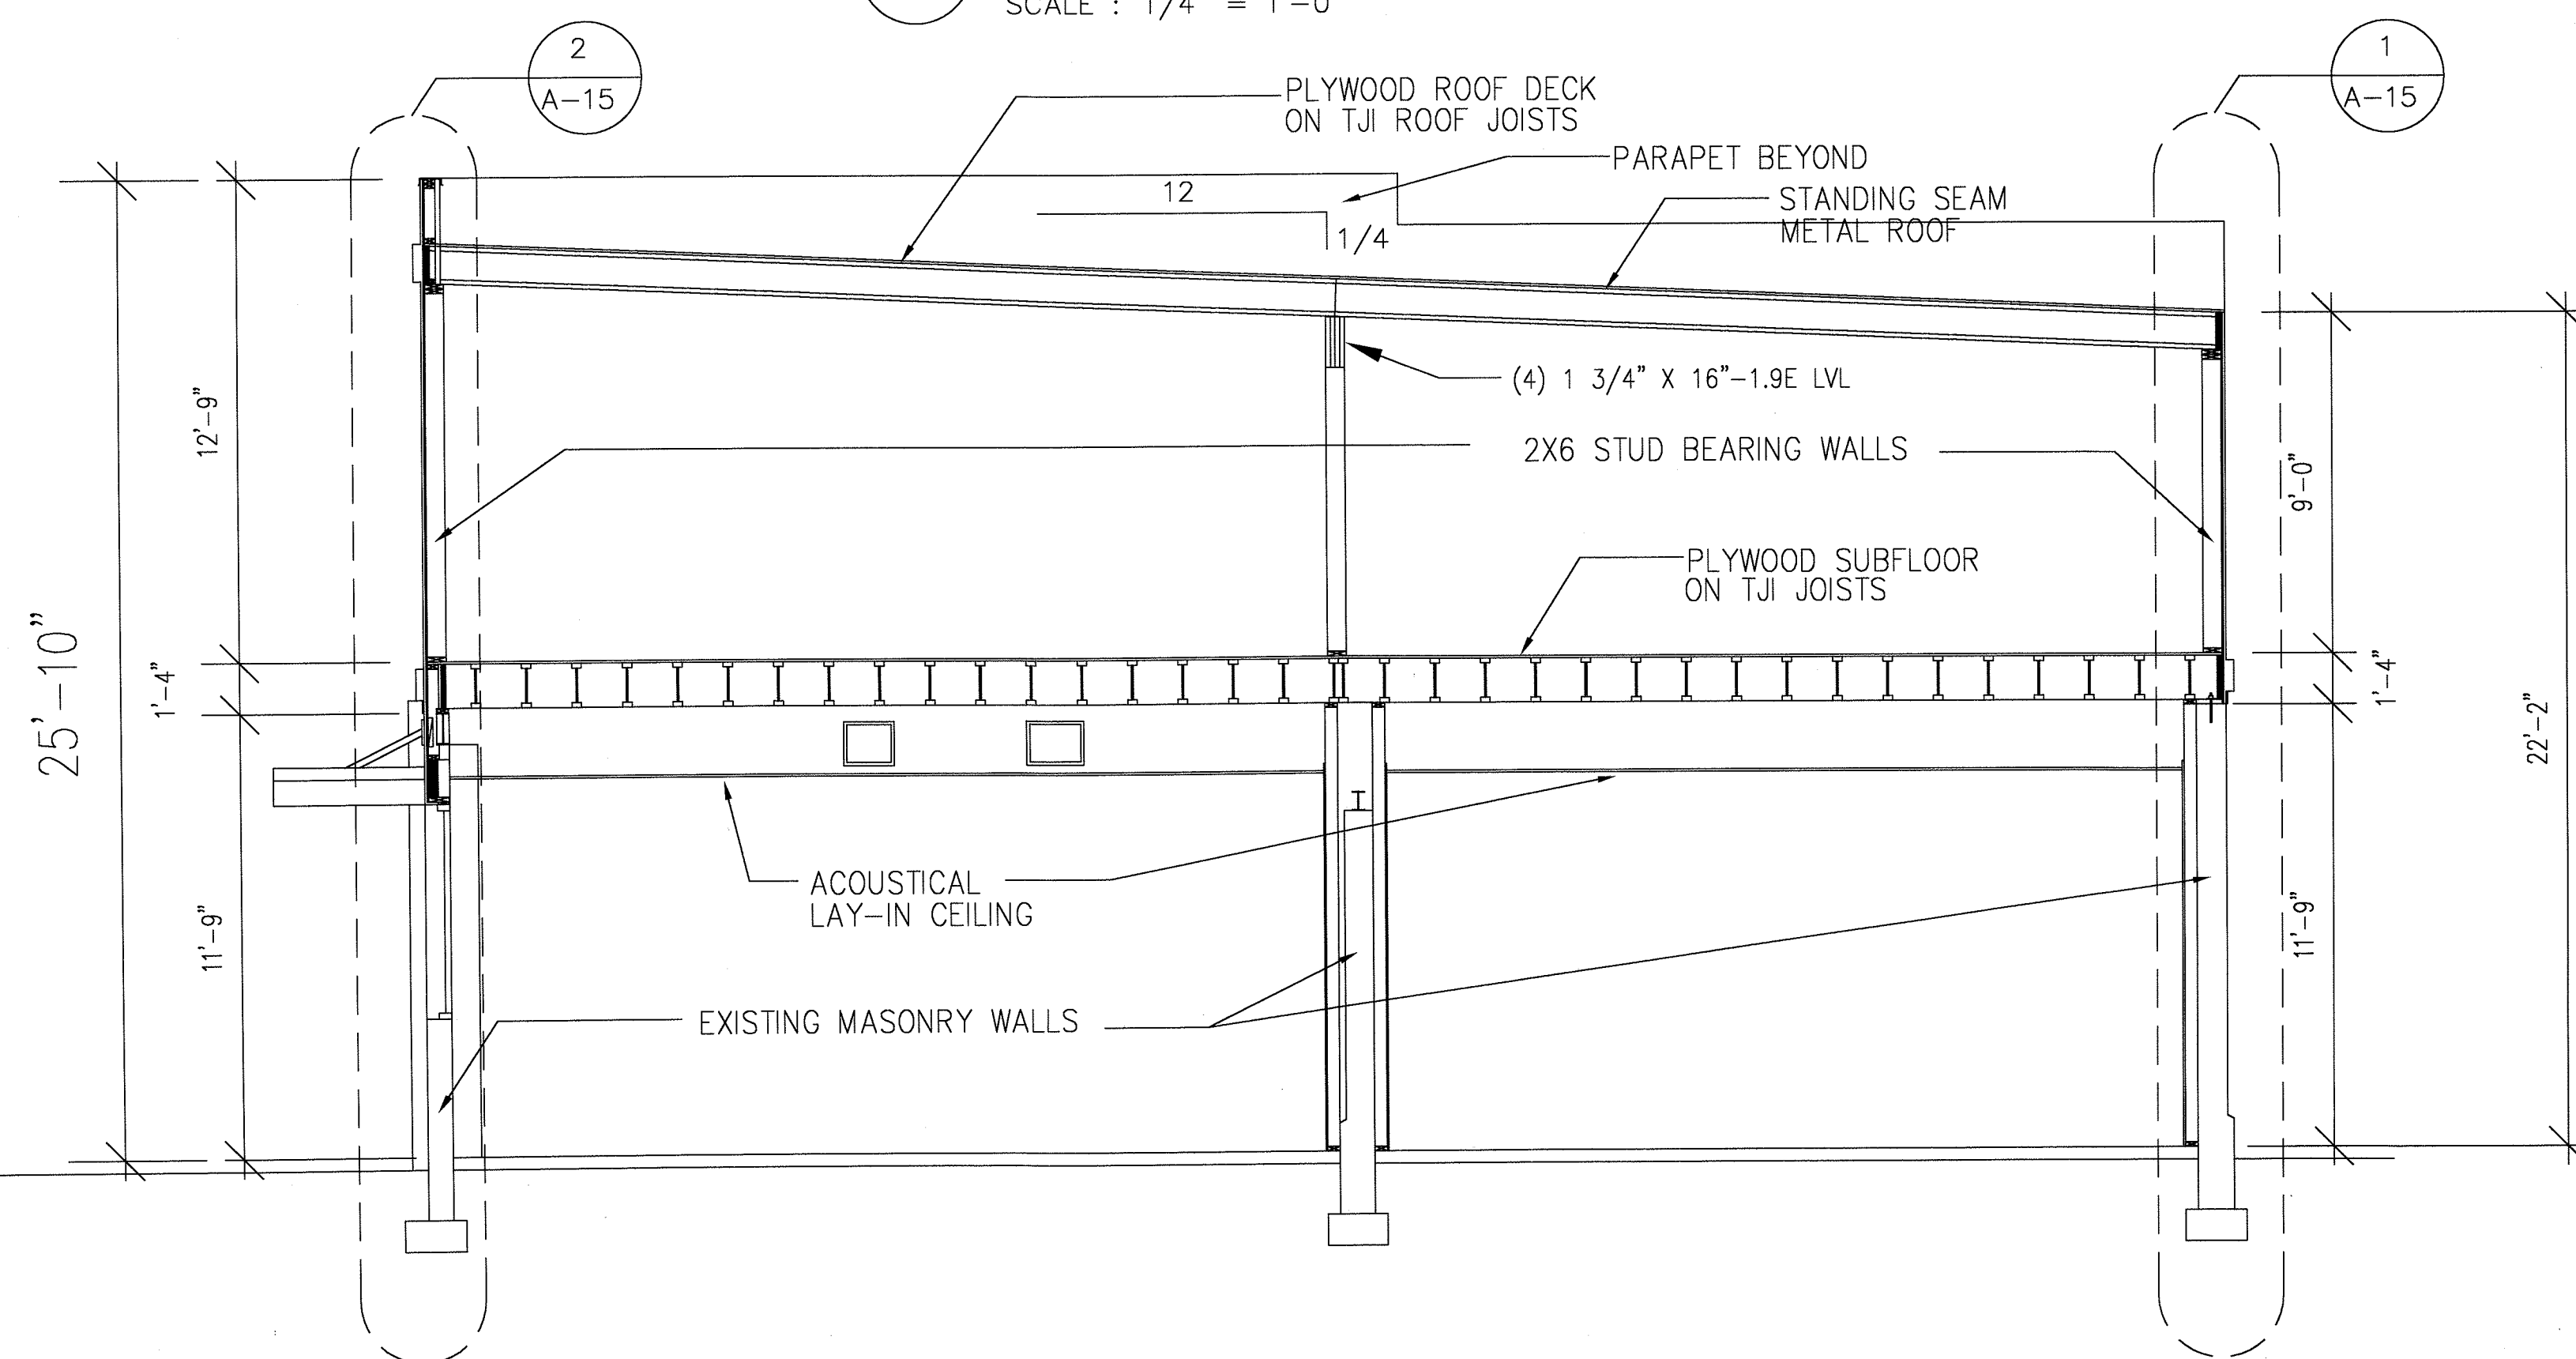 SCALE : 1/4" = 1'-0"
2
A-15
1
A-15
PLYWOOD ROOF DECK
ON TJI ROOF JOISTS
PARAPET BEYOND
12
STANDING SEAM
METAL ROOF
1/4
(4) 1 3/4" X 16"-1.9E LVL
12'-9"
2X6 STUD BEARING WALLS
9'-0"
PLYWOOD SUBFLOOR
ON TJI JOISTS
25'-10"
1'-4"
1'-4"
22'-2"
ACOUSTICAL
LAY-IN CEILING
11'-9"
11'-9"
EXISTING MASONRY WALLS